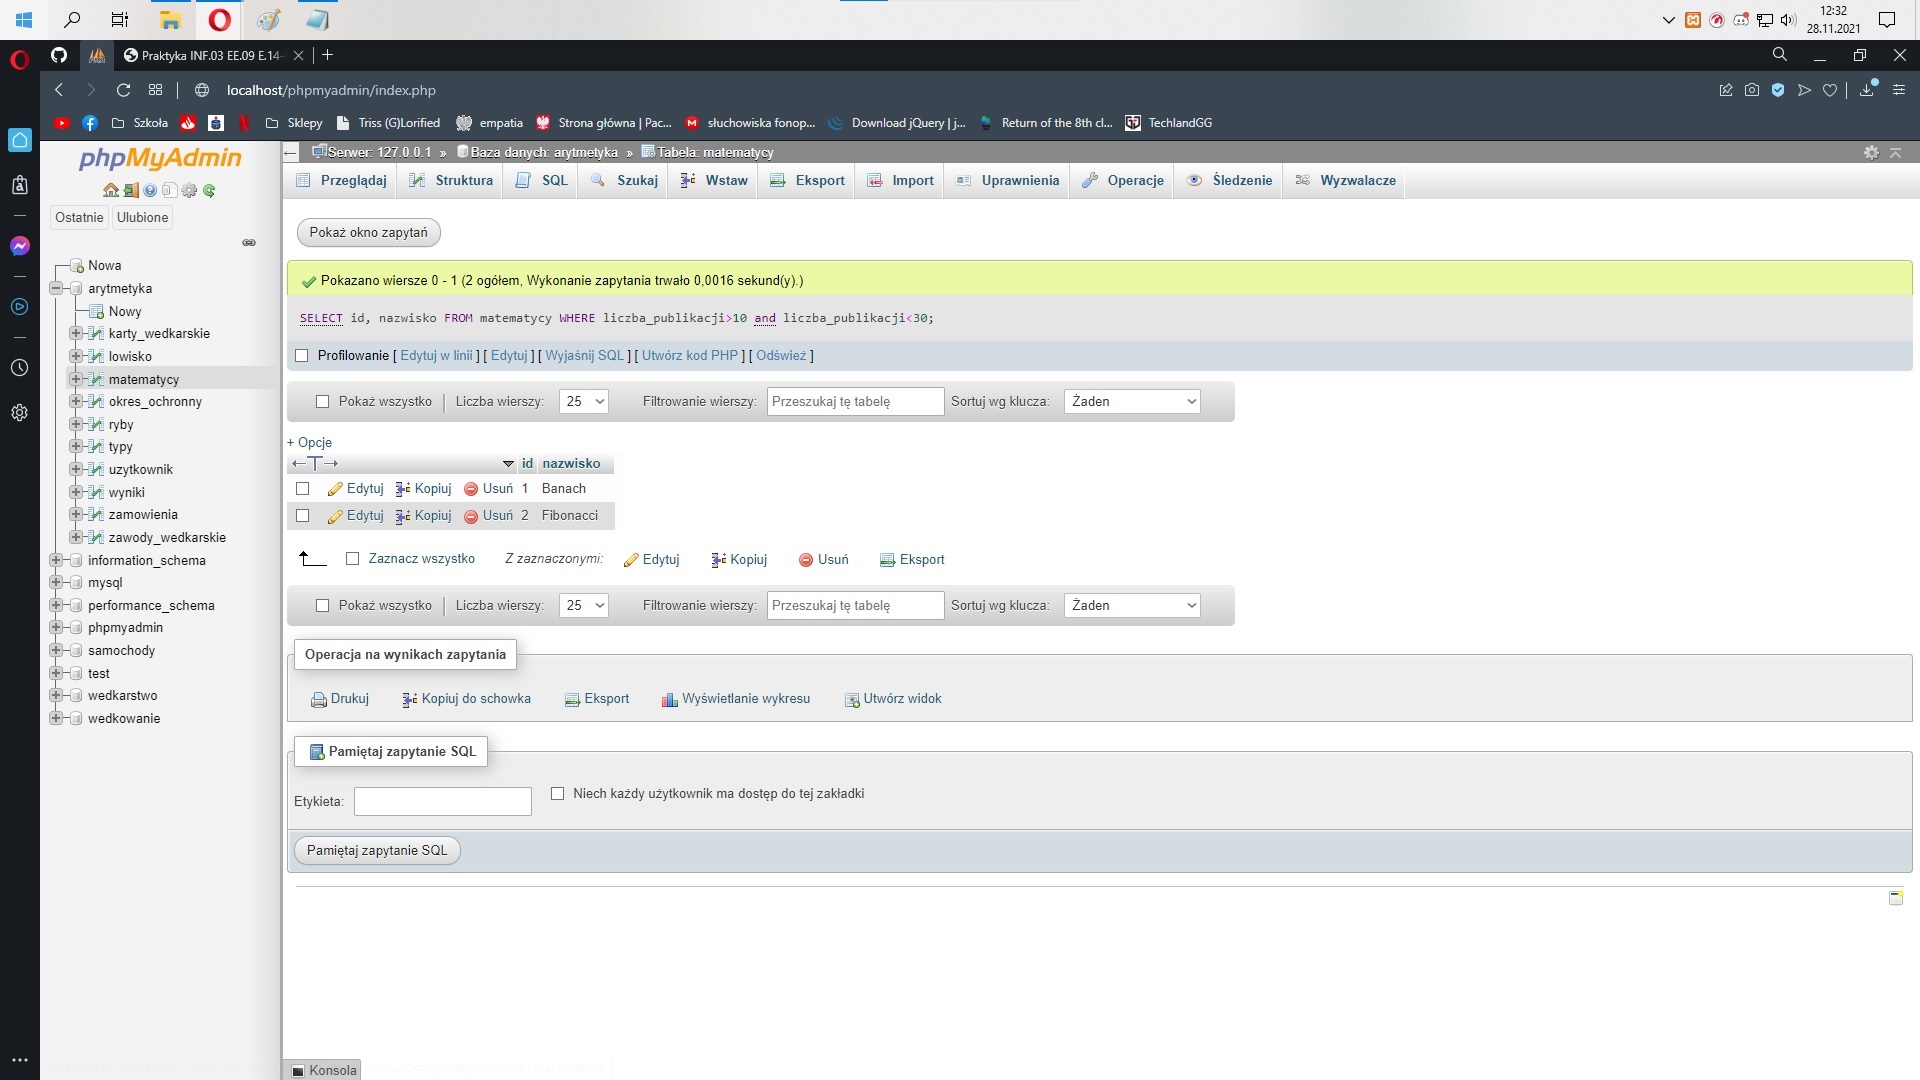 12:32
28.11.2021
Praktyka INF.03 EE.09 E.14-
localhost/phpmyadmin/index.php
Szkoła
Sklepy
Triss (G)Lorified
empatia
Strona główna | Pac...
słuchowiska fonop...
Download jQuery | j...
Return of the 8th cl...
TechlandGG
phpMyAdmin
Ostatnie Ulubione
Nowa
arytmetyka
Nowy
karty_wedkarskie
lowisko
matematycy
okres_ochronny
ryby
typy
uzytkownik
wyniki
zamowienia
zawody_wedkarskie
information_schema
mysql
performance_schema
phpmyadmin
samochody
test
wedkarstwo
wedkowanie
Serwer: 127.0.0.1 » Baza danych: arytmetyka » Tabela: matematycy
Przeglądaj Struktura SQL Szukaj Wstaw Eksport Import Uprawnienia Operacje Śledzenie Wyzwalacze
Pokaż okno zapytań
Pokazano wiersze 0 - 1 (2 ogółem, Wykonanie zapytania trwało 0,0016 sekund(y).)
SELECT id, nazwisko FROM matematycy WHERE liczba_publikacji>10 and liczba_publikacji<30;
Profilowanie [ Edytuj w linii ] [ Edytuj ] [ Wyjaśnij SQL ] [ Utwórz kod PHP ] [ Odśwież ]
Pokaż wszystko | Liczba wierszy: 25 Filtrowanie wierszy: Przeszukaj tę tabelę Sortuj wg klucza: Żaden
+ Opcje
←T→ id nazwisko
Edytuj Kopiuj Usuń 1 Banach
Edytuj Kopiuj Usuń 2 Fibonacci
Zaznacz wszystko Z zaznaczonymi: Edytuj Kopiuj Usuń Eksport
Pokaż wszystko | Liczba wierszy: 25 Filtrowanie wierszy: Przeszukaj tę tabelę Sortuj wg klucza: Żaden
Operacja na wynikach zapytania
Drukuj Kopiuj do schowka Eksport Wyświetlanie wykresu Utwórz widok
Pamiętaj zapytanie SQL
Etykieta: Niech każdy użytkownik ma dostęp do tej zakładki
Pamiętaj zapytanie SQL
Konsola